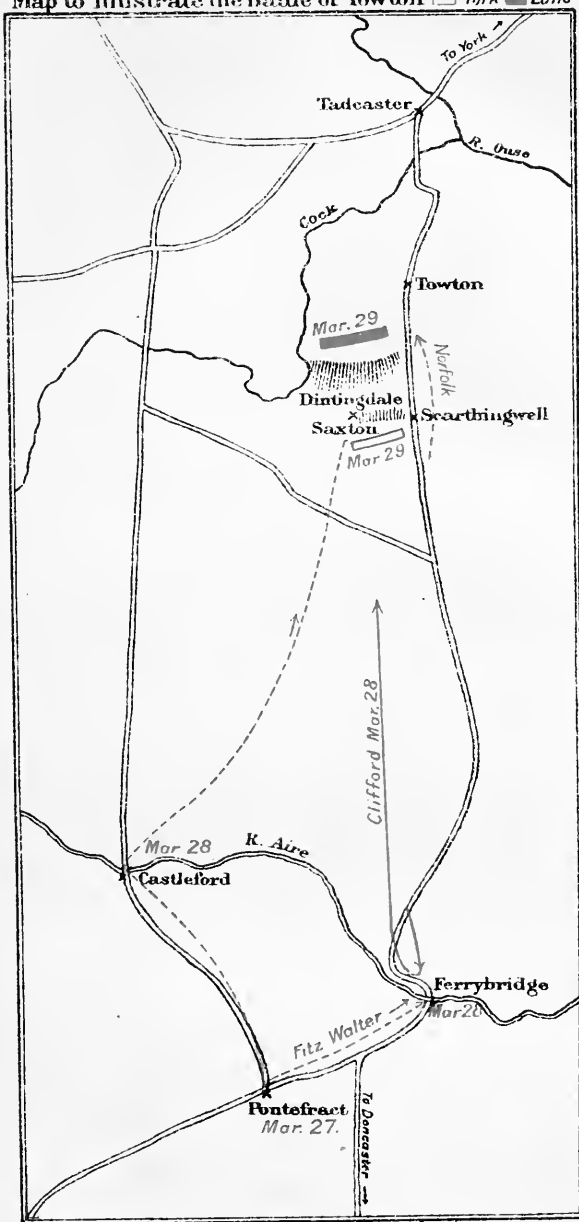 Map to Illustrate the Battle of Towton York Lanc
To York →
Tadcaster
R. Ouse
Cock
Towton
Mar. 29
Norfolk
Dintingdale
Scarthingwell
Saxton
Mar 29
Clifford Mar. 28
Mar 28
R. Aire
Castleford
Ferrybridge
Mar 28
Fitz Walter →
Pontefract
Mar. 27.
To Doncaster →